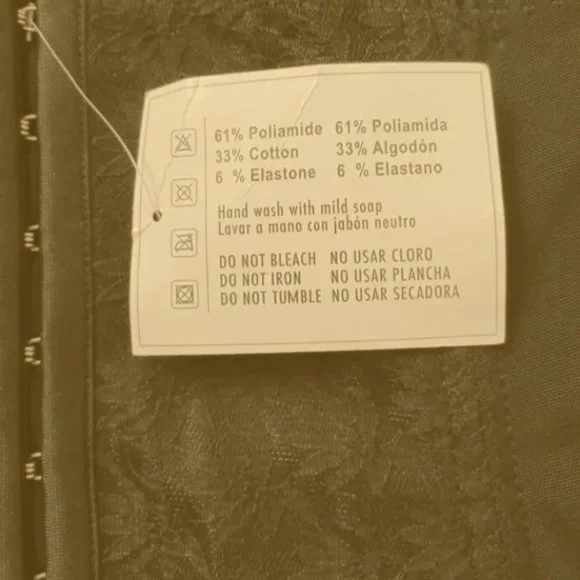 61% Poliamide 61% Poliamida
33% Cotton 33% Algodón
6 % Elastone 6 % Elastano
Hand wash with mild soap
Lavar a mano con jabón neutro
DO NOT BLEACH NO USAR CLORO
DO NOT IRON NO USAR PLANCHA
DO NOT TUMBLE NO USAR SECADORA